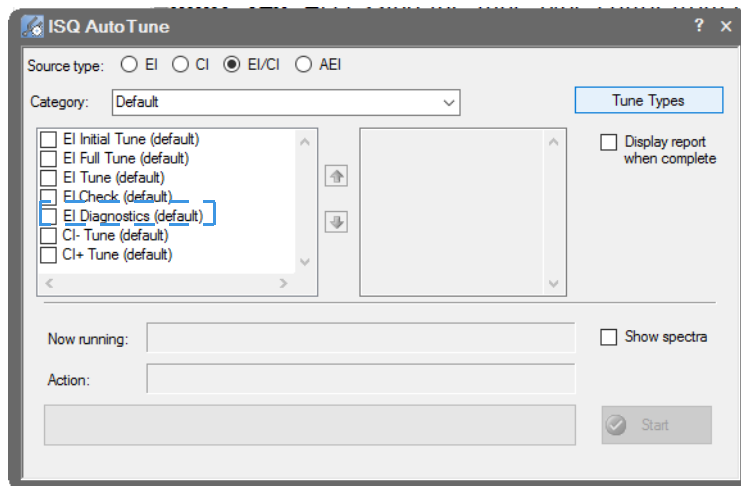 ISQ AutoTune ? ×
Source type: EI CI EI/CI AEI
Category: Default Tune Types
EI Initial Tune (default)
EI Full Tune (default)
EI Tune (default)
EI Check (default)
EI Diagnostics (default)
CI- Tune (default)
CI+ Tune (default)
Display report
when complete
Now running: Show spectra
Action:
Start